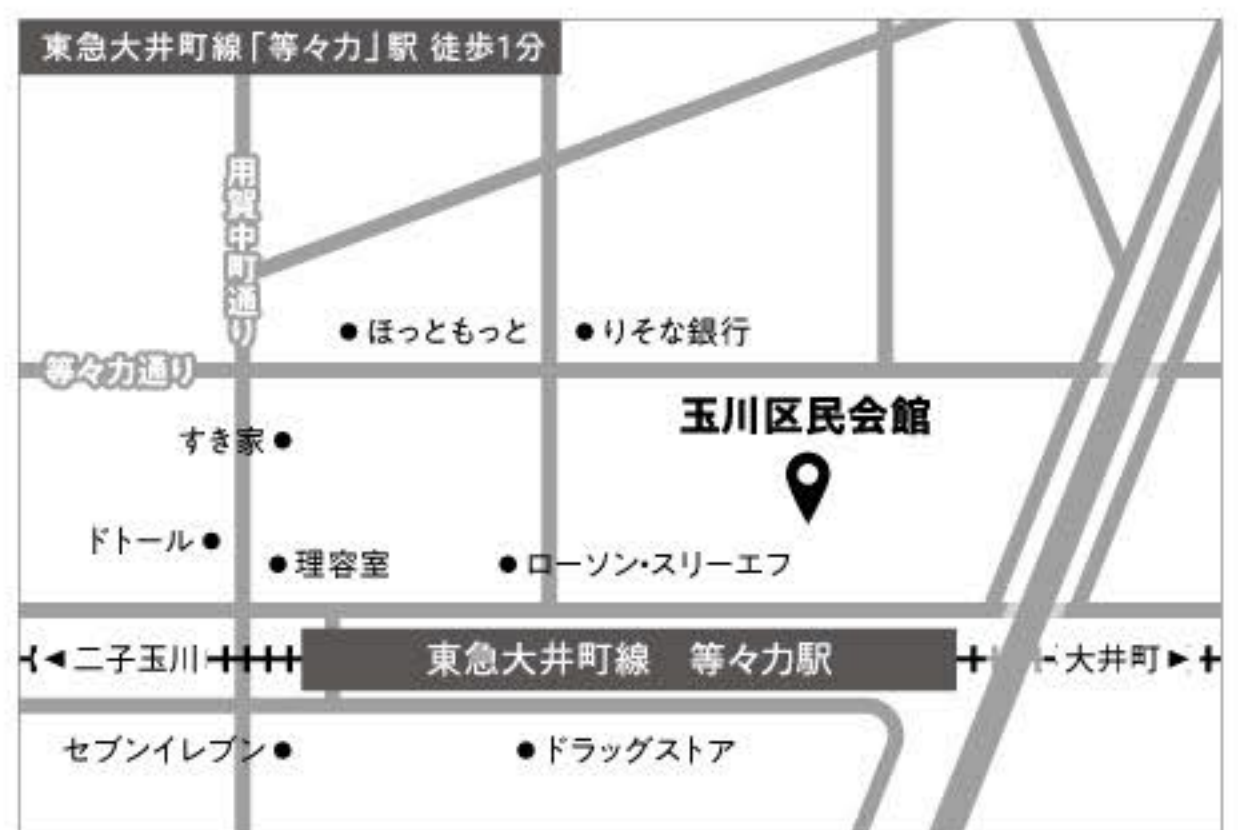 東急大井町線「等々力」駅 徒歩1分
用賀中町通り
ほっともっと
りそな銀行
等々力通り
玉川区民会館
すき家
ドトール
理容室
ローソン・スリーエフ
二子玉川
東急大井町線 等々力駅
大井町
セブンイレブン
ドラッグストア